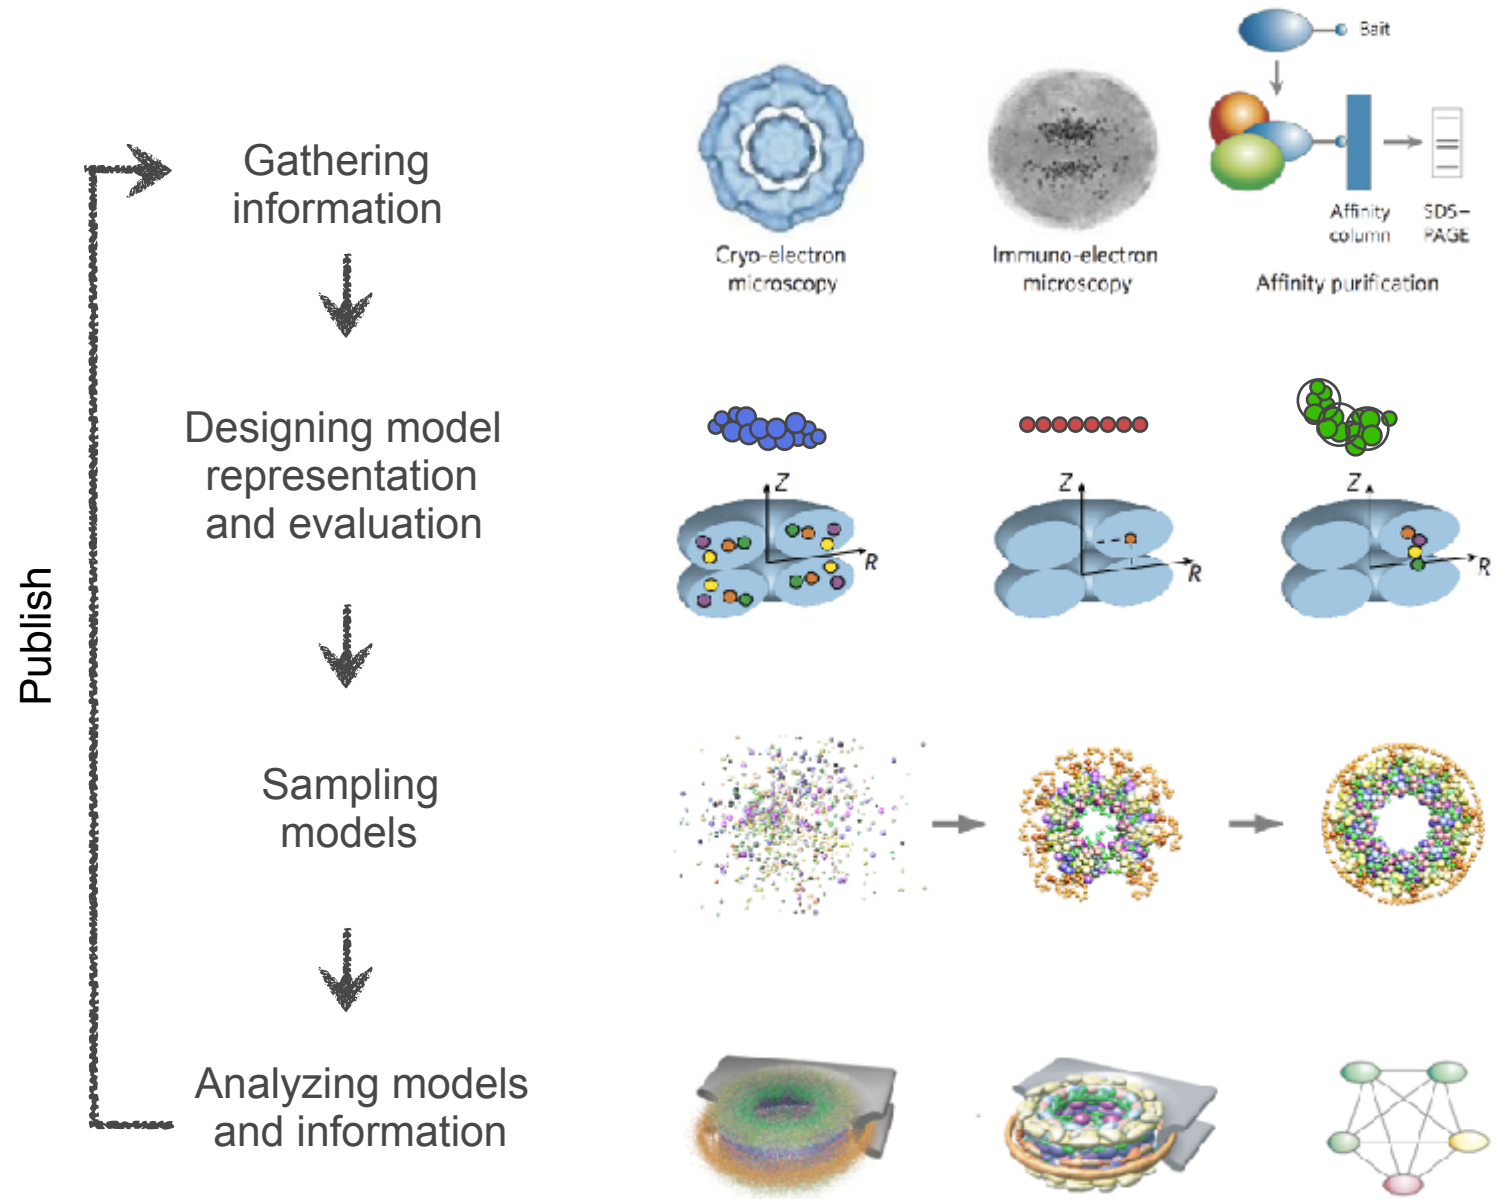 Bait
Gathering
information
Affinity
column
SDS–
PAGE
Cryo-electron
microscopy
Immuno-electron
microscopy
Affinity purification
Designing model
representation
and evaluation
Z
R
Z
R
Z
R
Publish
Sampling
models
Analyzing models
and information